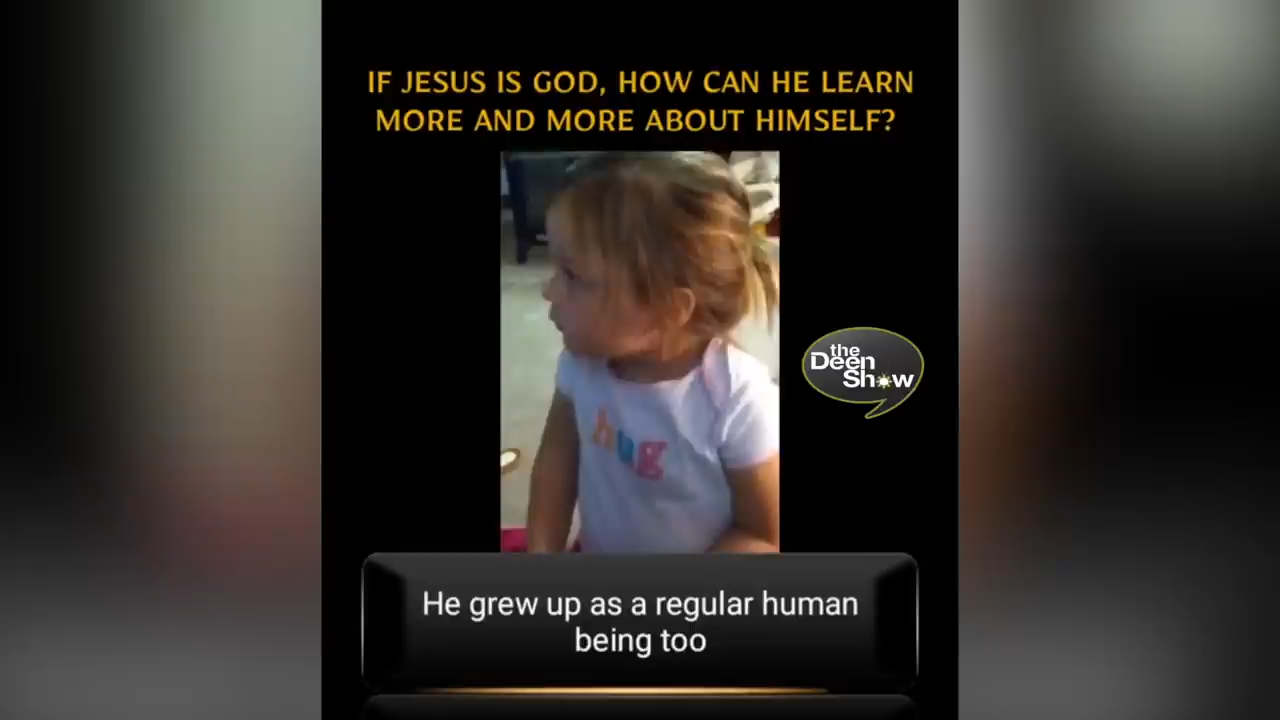 IF JESUS IS GOD, HOW CAN HE LEARN
MORE AND MORE ABOUT HIMSELF?
the
Deen
Show
hug
He grew up as a regular human
being too